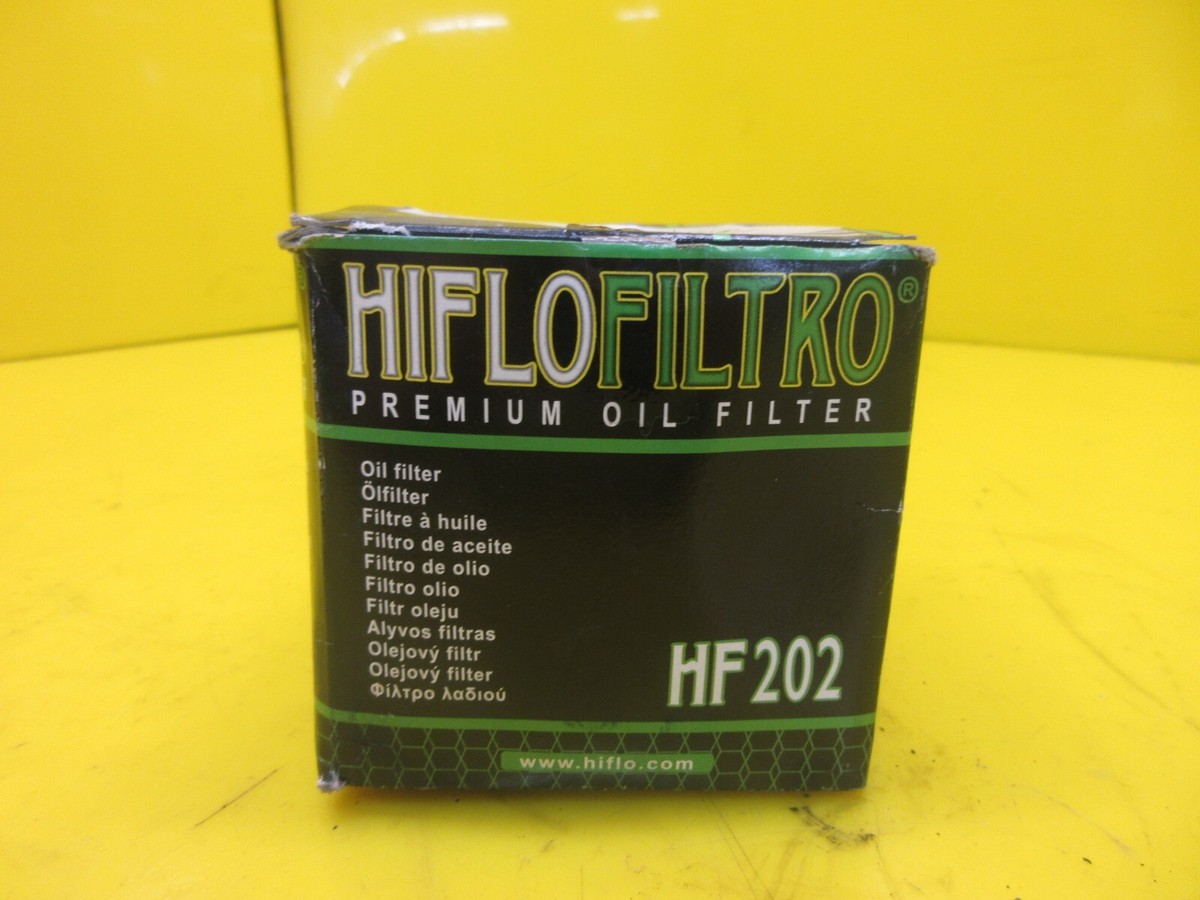 HIFLOFILTRO®
PREMIUM OIL FILTER
Oil filter
Ölfilter
Filtre à huile
Filtro de aceite
Filtro de olio
Filtro olio
Filtr oleju
Alyvos filtras
Olejový filtr
Olejový filter
Φίλτρο λαδιού
HF202
www.hiflo.com